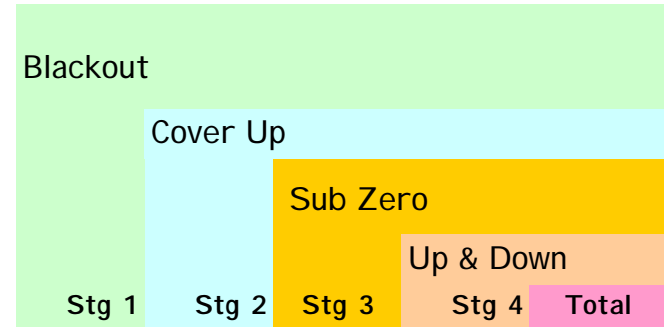 Blackout
Cover Up
Sub Zero
Up & Down
Stg 1 Stg 2 Stg 3 Stg 4 Total